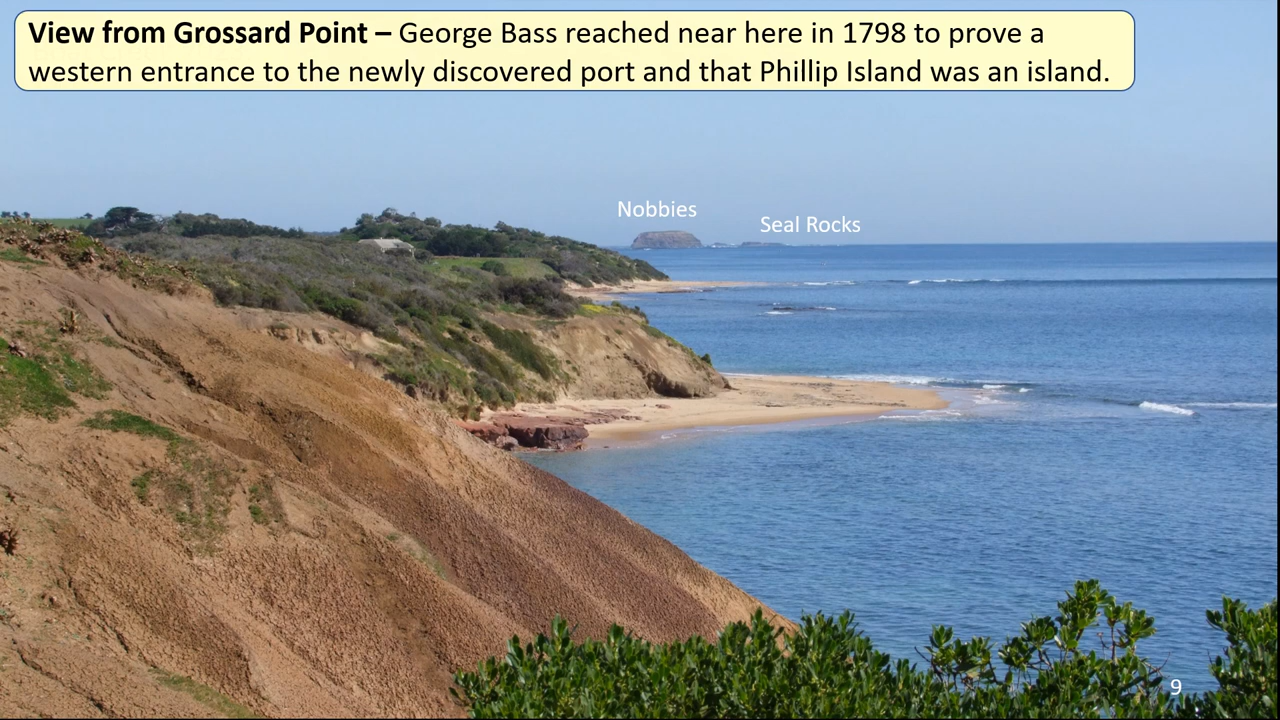 View from Grossard Point – George Bass reached near here in 1798 to prove a
western entrance to the newly discovered port and that Phillip Island was an island.
Nobbies
Seal Rocks
9